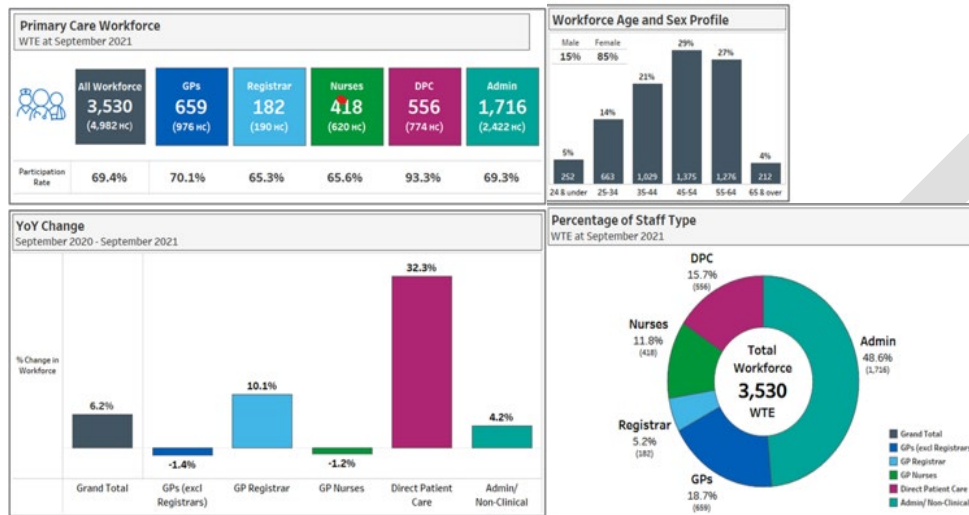 Primary Care Workforce
WTE at September 2021
All Workforce
3,530
(4,982 HC)
GPs
659
(976 HC)
Registrar
182
(190 HC)
Nurses
418
(620 HC)
DPC
556
(774 HC)
Admin
1,716
(2,422 HC)
Participation
Rate
69.4%
70.1%
65.3%
65.6%
93.3%
69.3%
Workforce Age and Sex Profile
Male Female
15% 85%
5%
14%
21%
29%
27%
4%
252
663
1,029
1,375
1,276
212
24 & under
25-34
35-44
45-54
55-64
65 & over
YoY Change
September 2020 - September 2021
% Change in
Workforce
6.2%
-1.4%
10.1%
-1.2%
32.3%
4.2%
Grand Total
GPs (excl
Registrars)
GP Registrar
GP Nurses
Direct Patient
Care
Admin/
Non-Clinical
Percentage of Staff Type
WTE at September 2021
DPC
15.7%
(556)
Nurses
11.8%
(418)
Registrar
5.2%
(182)
GPs
18.7%
(659)
Admin
48.6%
(1,716)
Total
Workforce
3,530
WTE
Grand Total
GPs (excl Registrars)
GP Registrar
GP Nurses
Direct Patient Care
Admin/ Non-Clinical